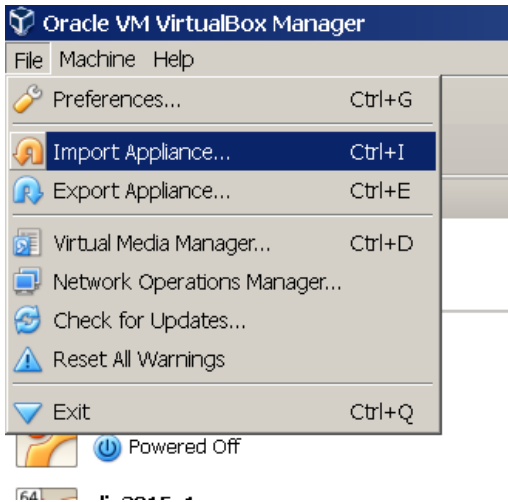 Oracle VM VirtualBox Manager
File Machine Help
Preferences... Ctrl+G
Import Appliance... Ctrl+I
Export Appliance... Ctrl+E
Virtual Media Manager... Ctrl+D
Network Operations Manager...
Check for Updates...
Reset All Warnings
Exit Ctrl+Q
Powered Off
64